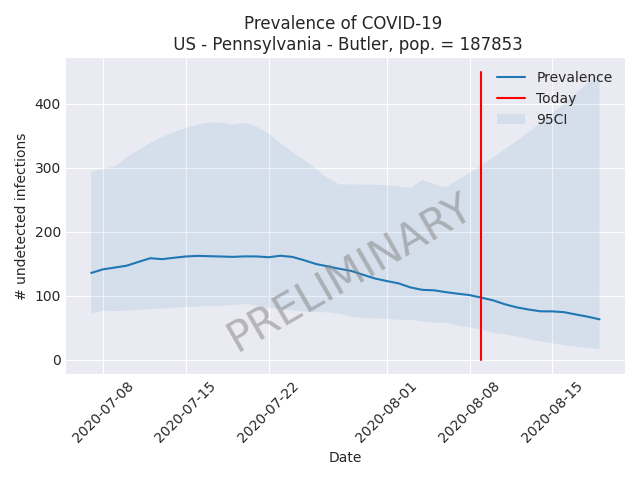 Prevalence of COVID-19
US - Pennsylvania - Butler, pop. = 187853
Prevalence
Today
95CI
400
300
200
100
0
# undetected infections
PRELIMINARY
2020-07-08
2020-07-15
2020-07-22
2020-08-01
2020-08-08
2020-08-15
Date